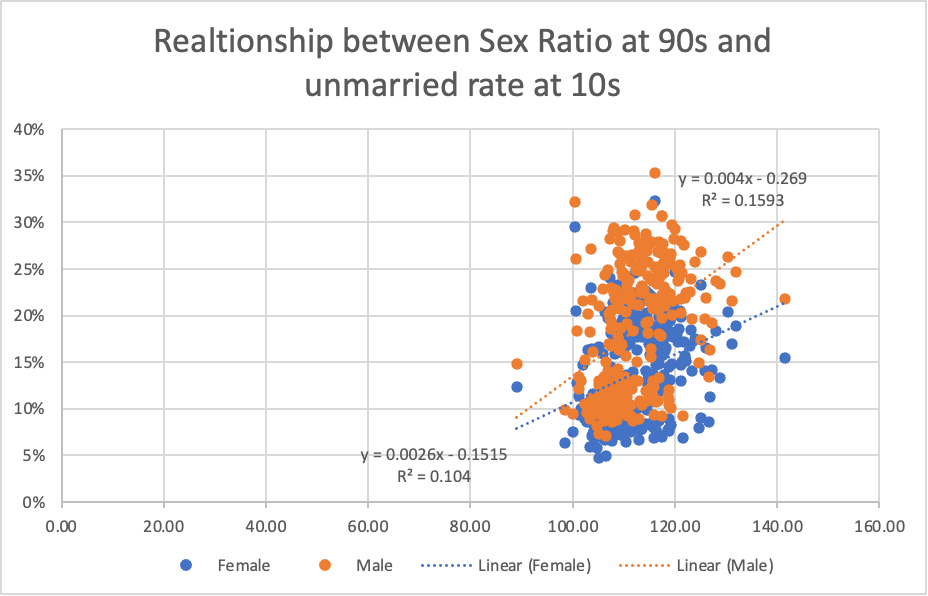 Realtionship between Sex Ratio at 90s and
unmarried rate at 10s
40%
35%
30%
25%
20%
15%
10%
5%
0%
y = 0.004x - 0.269
R² = 0.1593
y = 0.0026x - 0.1515
R² = 0.104
0.00 20.00 40.00 60.00 80.00 100.00 120.00 140.00 160.00
Female Male Linear (Female) Linear (Male)